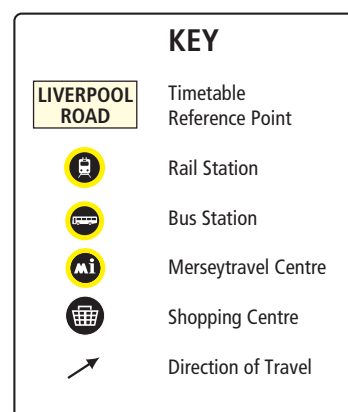 KEY
LIVERPOOL
ROAD
Timetable
Reference Point
Rail Station
Bus Station
Mi
Merseytravel Centre
Shopping Centre
Direction of Travel